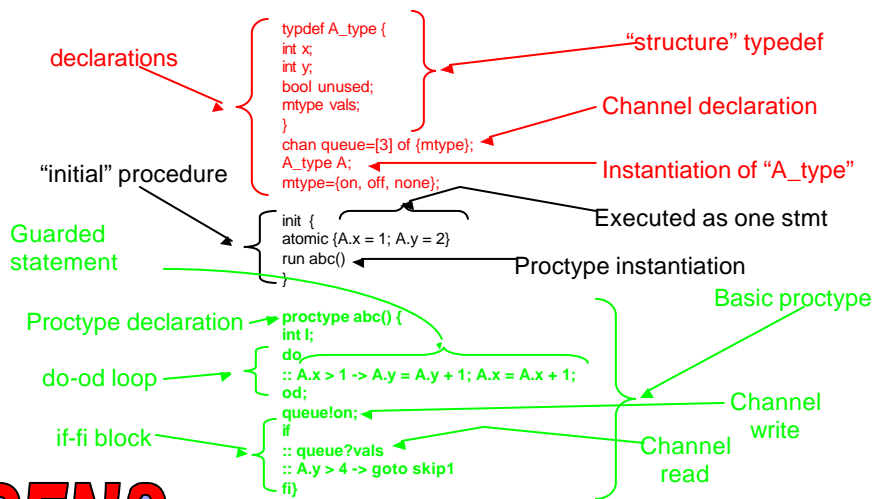 declarations
typdef A_type {
int x;
int y;
bool unused;
mtype vals;
}
chan queue=[3] of {mtype};
A_type A;
mtype={on, off, none};
“structure” typedef
Channel declaration
Instantiation of “A_type”
“initial” procedure
init {
atomic {A.x = 1; A.y = 2}
run abc()
}
Executed as one stmt
Proctype instantiation
Guarded
statement
Basic proctype
Proctype declaration
proctype abc() {
int I;
do
:: A.x > 1 -> A.y = A.y + 1; A.x = A.x + 1;
od;
queue!on;
if
:: queue?vals
:: A.y > 4 -> goto skip1
fi}
do-od loop
if-fi block
Channel
write
Channel
read